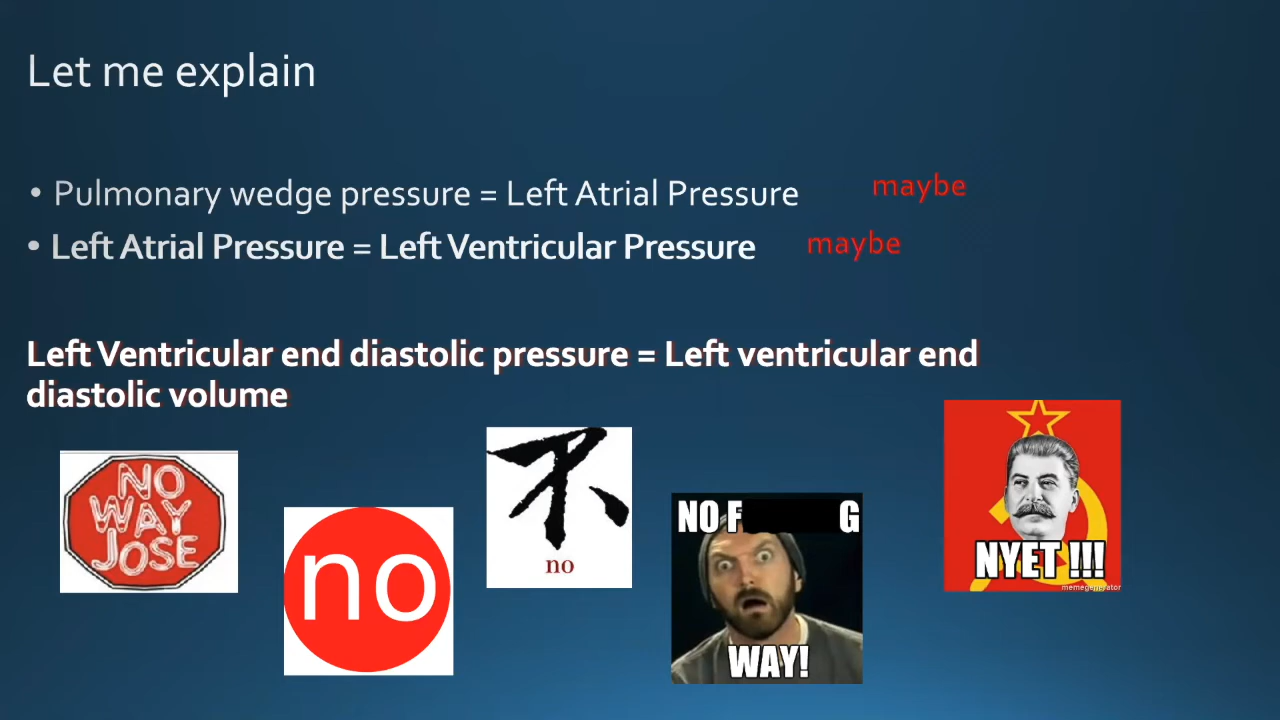 Let me explain
• Pulmonary wedge pressure = Left Atrial Pressure maybe
• Left Atrial Pressure = Left Ventricular Pressure maybe
Left Ventricular end diastolic pressure = Left ventricular end
diastolic volume
NO
WAY
JOSE
no
不
no
NO F G
WAY!
NYET !!!
memegenerator